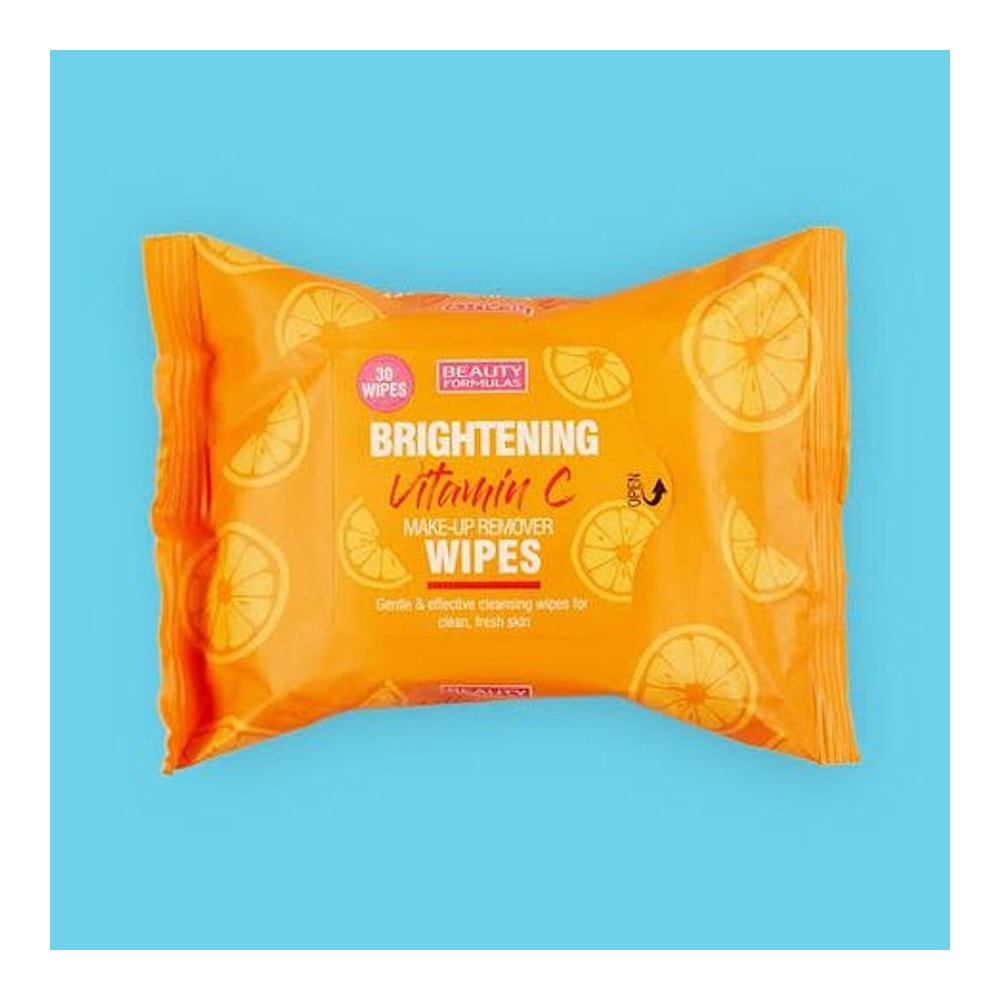 30
WIPES
BEAUTY
FORMULAS
BRIGHTENING
Vitamin C
MAKE-UP REMOVER
WIPES
Gentle & effective cleansing wipes for
clean, fresh skin
OPEN
BEAUTY